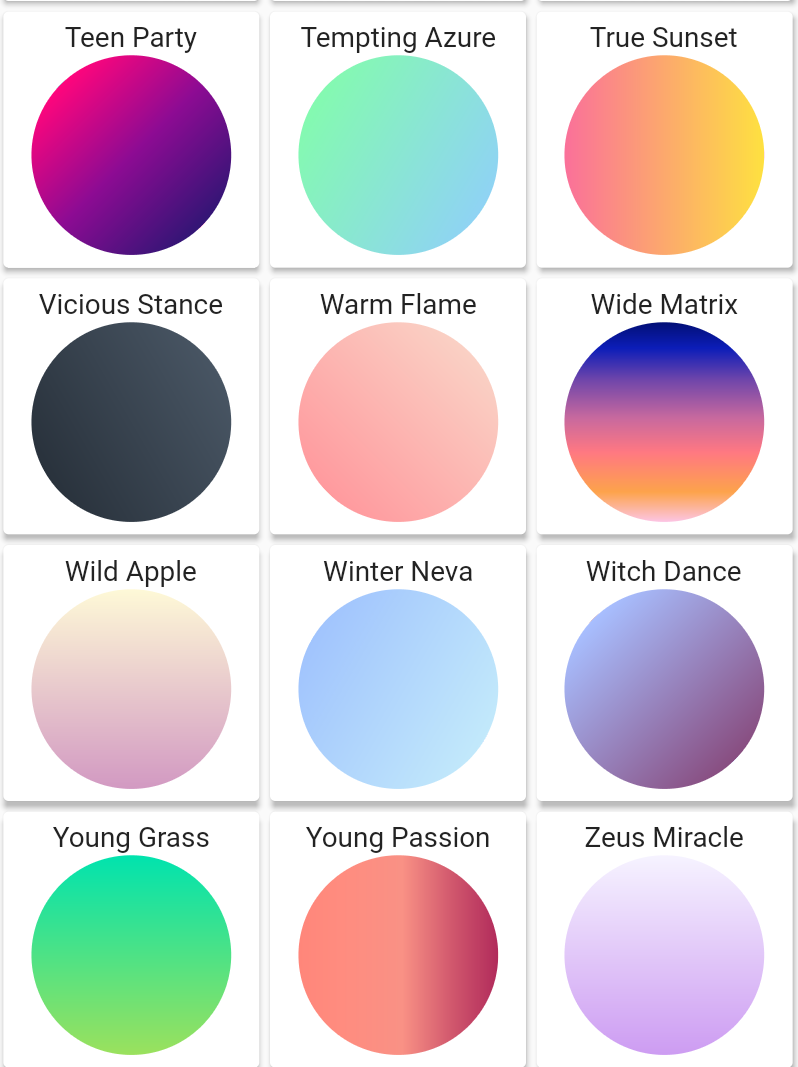 Teen Party
Tempting Azure
True Sunset
Vicious Stance
Warm Flame
Wide Matrix
Wild Apple
Winter Neva
Witch Dance
Young Grass
Young Passion
Zeus Miracle